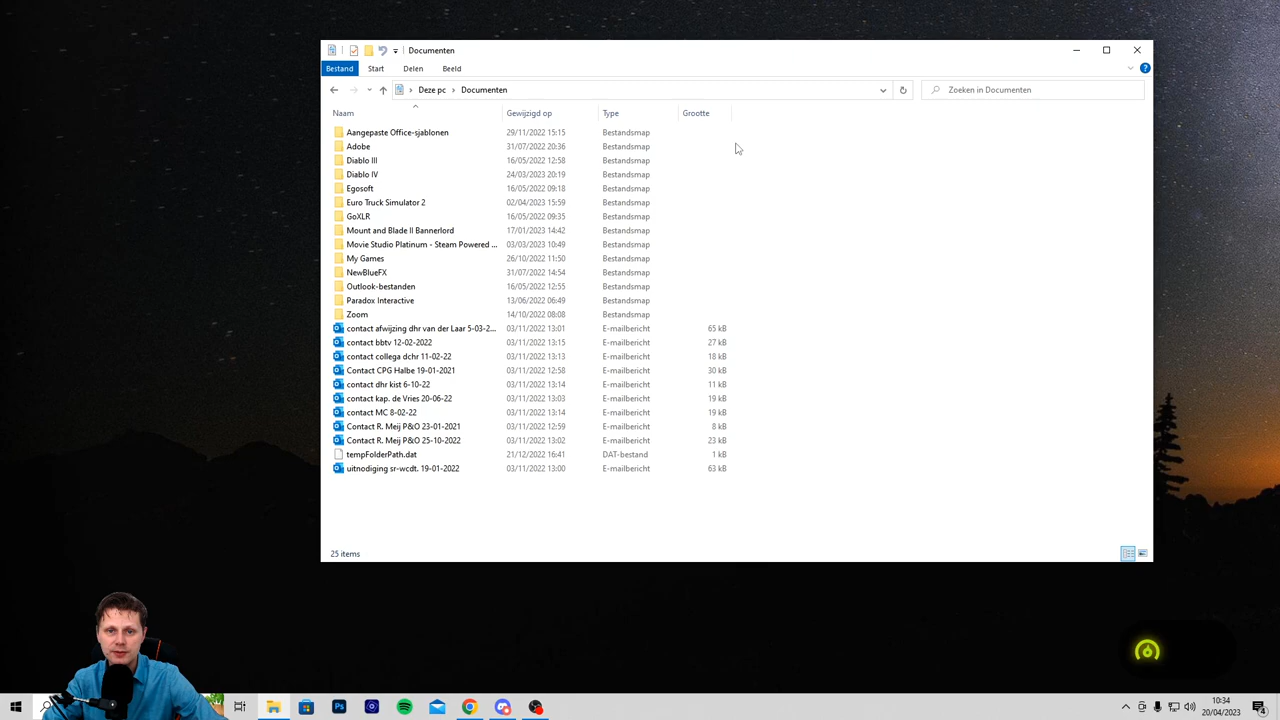 Documenten
Bestand Start Delen Beeld
Deze pc Documenten Zoeken in Documenten
Naam Gewijzigd op Type Grootte
Aangepaste Office-sjablonen 29/11/2022 15:15 Bestandsmap
Adobe 31/07/2022 20:36 Bestandsmap
Diablo III 16/05/2022 12:58 Bestandsmap
Diablo IV 24/03/2023 20:19 Bestandsmap
Egosoft 16/05/2022 09:18 Bestandsmap
Euro Truck Simulator 2 02/04/2023 15:59 Bestandsmap
GoXLR 16/05/2022 09:35 Bestandsmap
Mount and Blade II Bannerlord 17/01/2023 14:42 Bestandsmap
Movie Studio Platinum - Steam Powered ... 03/03/2023 10:49 Bestandsmap
My Games 26/10/2022 11:50 Bestandsmap
NewBlueFX 31/07/2022 14:54 Bestandsmap
Outlook-bestanden 16/05/2022 12:55 Bestandsmap
Paradox Interactive 13/06/2022 06:49 Bestandsmap
Zoom 14/10/2022 08:08 Bestandsmap
contact afwijzing dhr van der Laar 5-03-2... 03/11/2022 13:01 E-mailbericht 65 kB
contact bbtv 12-02-2022 03/11/2022 13:15 E-mailbericht 27 kB
contact collega dchr 11-02-22 03/11/2022 13:13 E-mailbericht 18 kB
Contact CPG Halbe 19-01-2021 03/11/2022 12:58 E-mailbericht 30 kB
contact dhr kist 6-10-22 03/11/2022 13:14 E-mailbericht 11 kB
contact kap. de Vries 20-06-22 03/11/2022 13:03 E-mailbericht 19 kB
contact MC 8-02-22 03/11/2022 13:14 E-mailbericht 19 kB
Contact R. Meij P&O 23-01-2021 03/11/2022 12:59 E-mailbericht 8 kB
Contact R. Meij P&O 25-10-2022 03/11/2022 13:02 E-mailbericht 23 kB
tempFolderPath.dat 21/12/2022 16:41 DAT-bestand 1 kB
uitnodiging sr-wcdt. 19-01-2022 03/11/2022 13:00 E-mailbericht 63 kB
25 items
Ps
10:34
20/04/2023
4